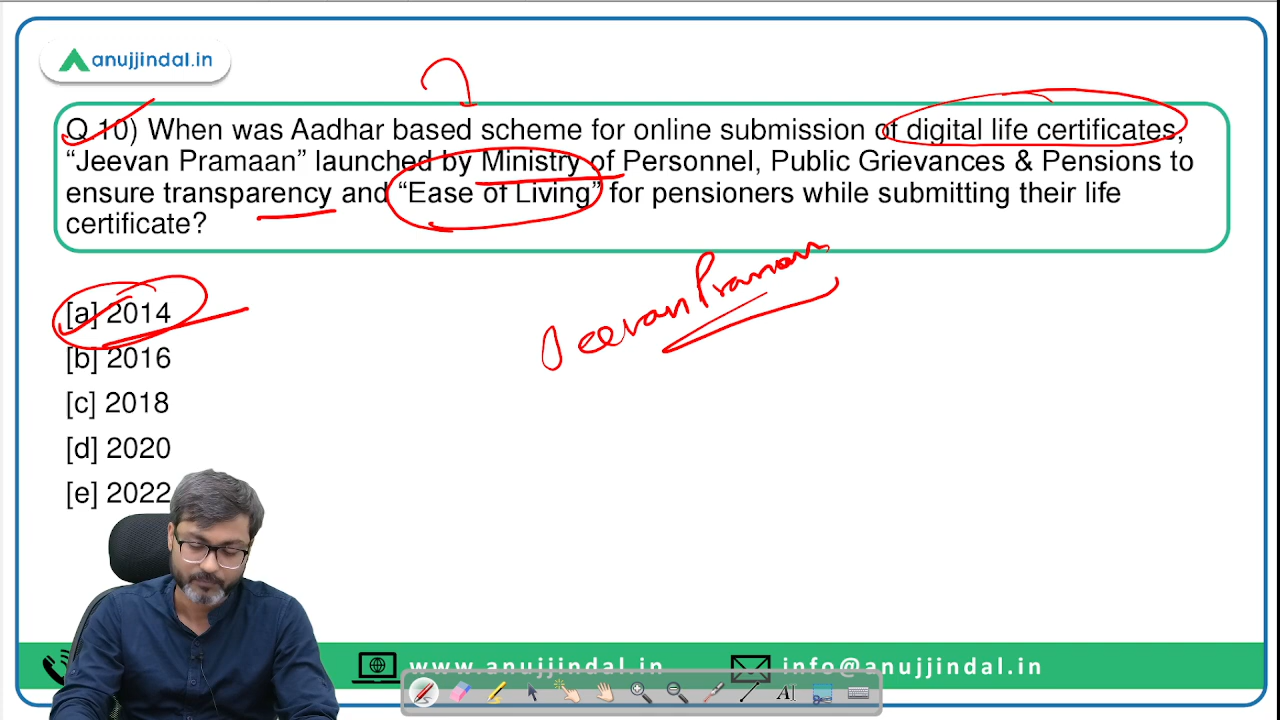 anujjindal.in
Q 10) When was Aadhar based scheme for online submission of digital life certificates,
“Jeevan Pramaan” launched by Ministry of Personnel, Public Grievances & Pensions to
ensure transparency and “Ease of Living” for pensioners while submitting their life
certificate?
[a] 2014
[b] 2016
[c] 2018
[d] 2020
[e] 2022
Jeevan Pramaan
www.anujjindal.in
info@anujjindal.in
A